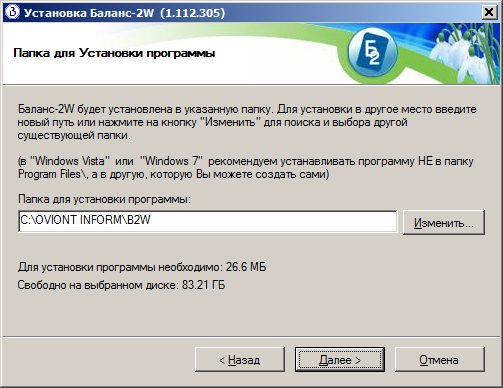 Установка Баланс-2W (1.112.305)
Папка для Установки программы
Б2
Баланс-2W будет установлена в указанную папку. Для установки в другое место введите
новый путь или нажмите на кнопку "Изменить" для поиска и выбора другой
существующей папки.
(в "Windows Vista" или "Windows 7" рекомендуем устанавливать программу НЕ в папку
Program Files\, а в другую, которую Вы можете создать сами)
Папка для установки программы:
C:\OVIONT INFORM\B2W
Изменить...
Для установки программы необходимо: 26.6 МБ
Свободно на выбранном диске: 83.21 ГБ
< Назад
Далее >
Отмена